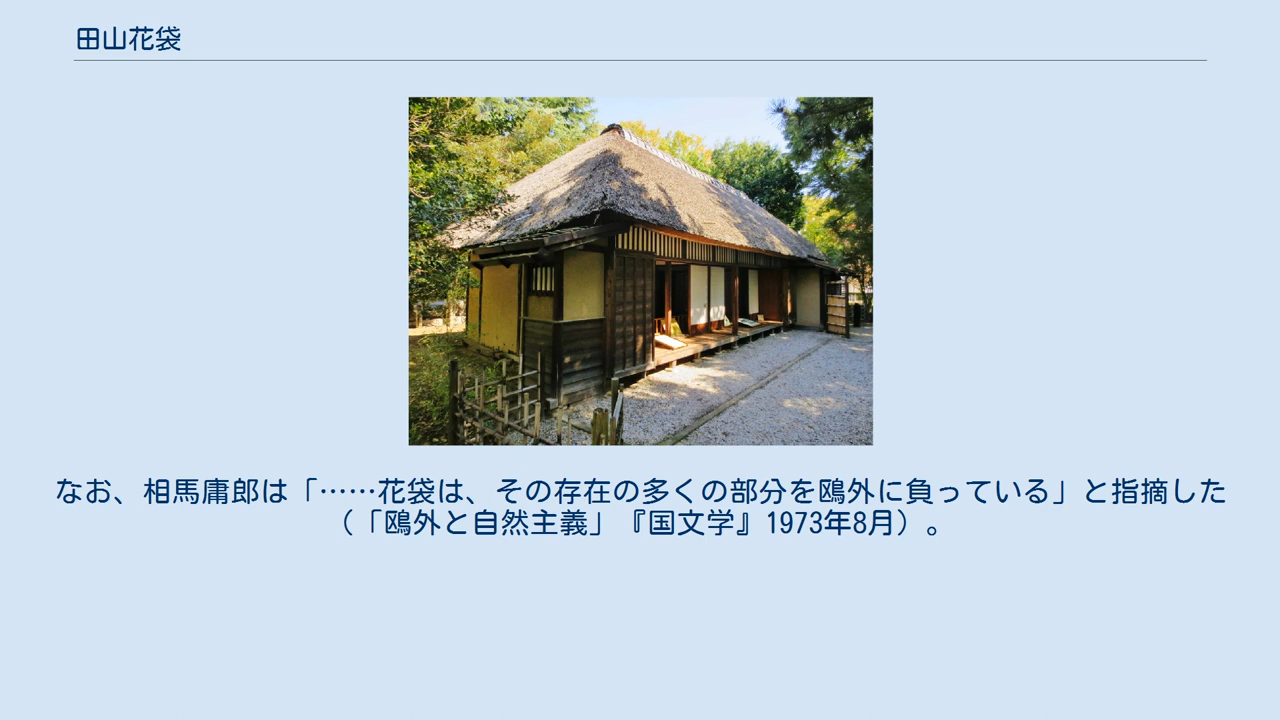 田山花袋
なお、相馬庸郎は「……花袋は、その存在の多くの部分を鴎外に負っている」と指摘した
（「鴎外と自然主義」『国文学』1973年8月）。